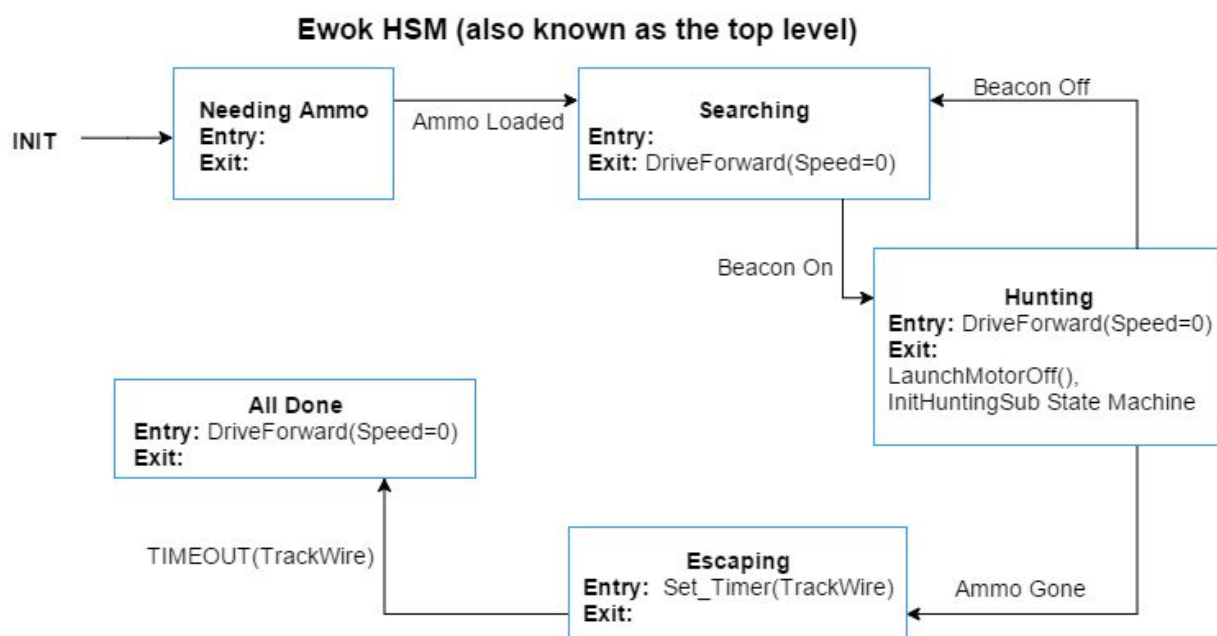 Ewok HSM (also known as the top level)
INIT
Needing Ammo
Entry:
Exit:
Ammo Loaded
Searching
Entry:
Exit: DriveForward(Speed=0)
Beacon Off
Beacon On
Hunting
Entry: DriveForward(Speed=0)
Exit:
LaunchMotorOff(),
InitHuntingSub State Machine
All Done
Entry: DriveForward(Speed=0)
Exit:
TIMEOUT(TrackWire)
Escaping
Entry: Set_Timer(TrackWire)
Exit:
Ammo Gone